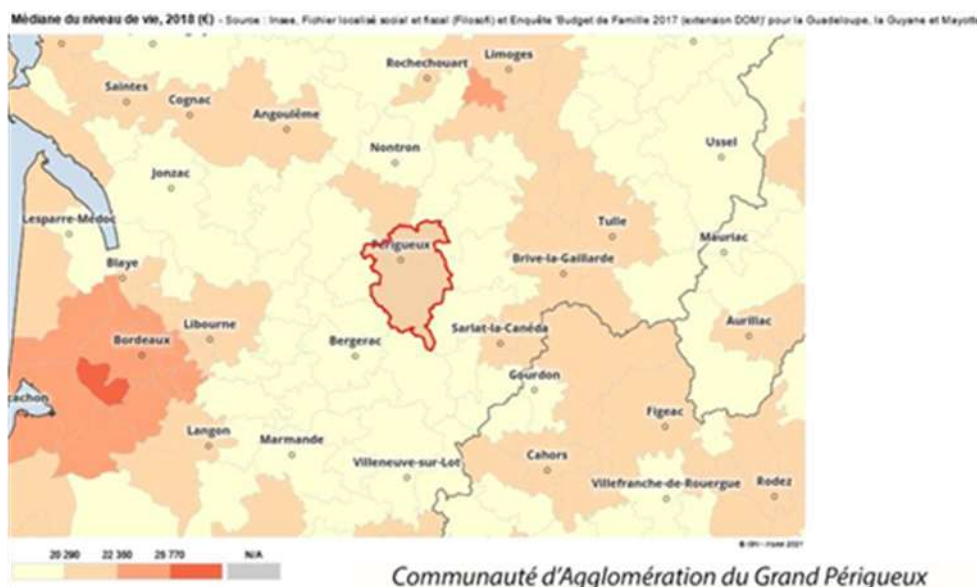 Médiane du niveau de vie, 2018 (€) - Source : Insee, Fichier localisé social et fiscal (Filosofi) et Enquête 'Budget de Famille 2017 (extension DOM)' pour la Guadeloupe, la Guyane et Mayotte
Limoges
Rochechouart
Saintes
Cognac
Angoulême
Ussel
Nontron
Jonzac
Lesparre-Médoc
Tulle
Mauriac
Périgueux
Brive-la-Gaillarde
Blaye
Libourne
Aurillac
Sarlat-la-Canéda
Bordeaux
Bergerac
Gourdon
cachon
Figeac
Langon
Marmande
Cahors
Villeneuve-sur-Lot
Villefranche-de-Rouergue
Rodez
20 290 22 390 25 770 N/A
Communauté d'Agglomération du Grand Périgueux